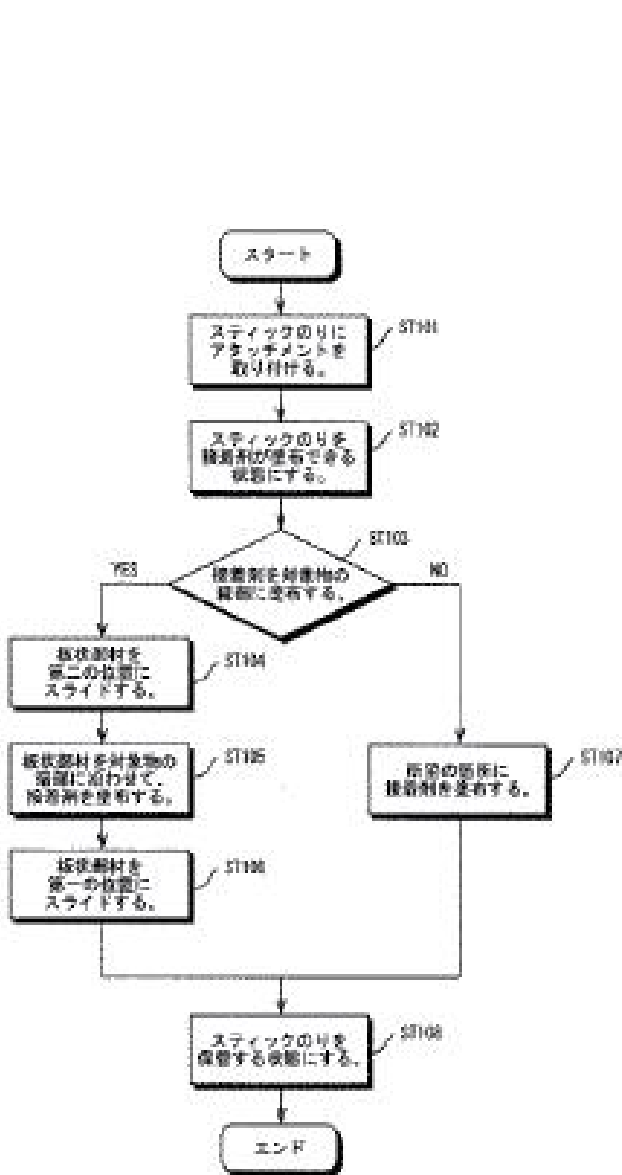 スタート
スティックのりに
アタッチメントを
取り付ける。
ST101
スティックのりを
接着剤が塗布できる
状態にする。
ST102
ST103
接着剤を対象物の
縁部に塗布する。
YES
NO
板状部材を
第二の位置に
スライドする。
ST104
板状部材を対象物の
縁部に沿わせて、
接着剤を塗布する。
ST105
板状部材を
第一の位置に
スライドする。
ST106
所望の箇所に
接着剤を塗布する。
ST107
スティックのりを
保管する状態にする。
ST108
エンド